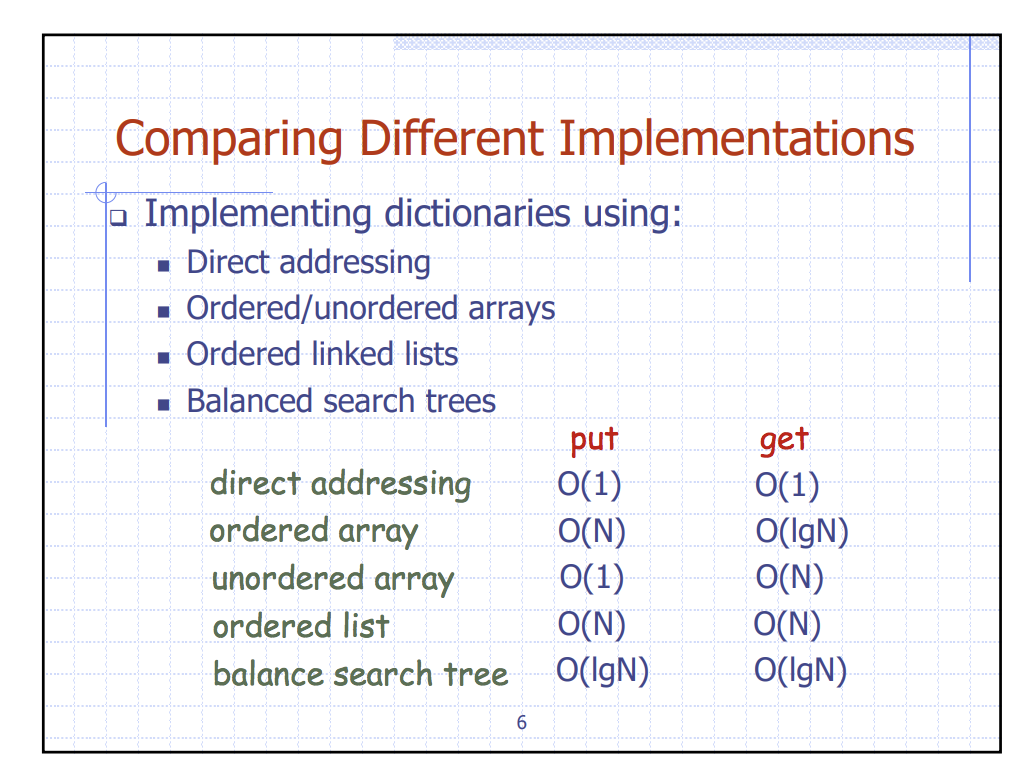 Comparing Different Implementations
Implementing dictionaries using:
Direct addressing
Ordered/unordered arrays
Ordered linked lists
Balanced search trees
put get
direct addressing O(1) O(1)
ordered array O(N) O(lgN)
unordered array O(1) O(N)
ordered list O(N) O(N)
balance search tree O(lgN) O(lgN)
6